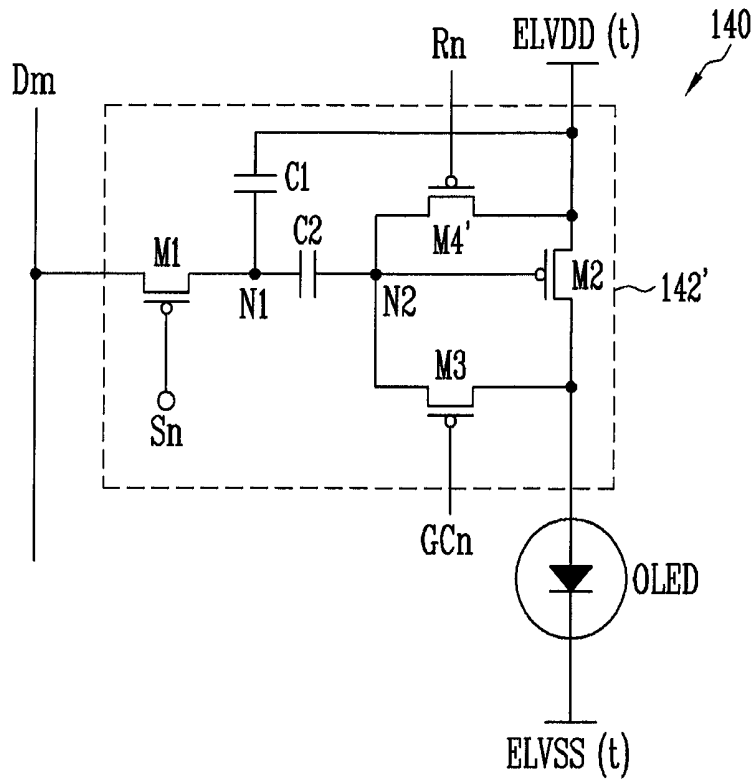 140
ELVDD (t)
Rn
Dm
C1
C2
M4'
M1
M2
142'
N1
N2
M3
Sn
GCn
OLED
ELVSS (t)